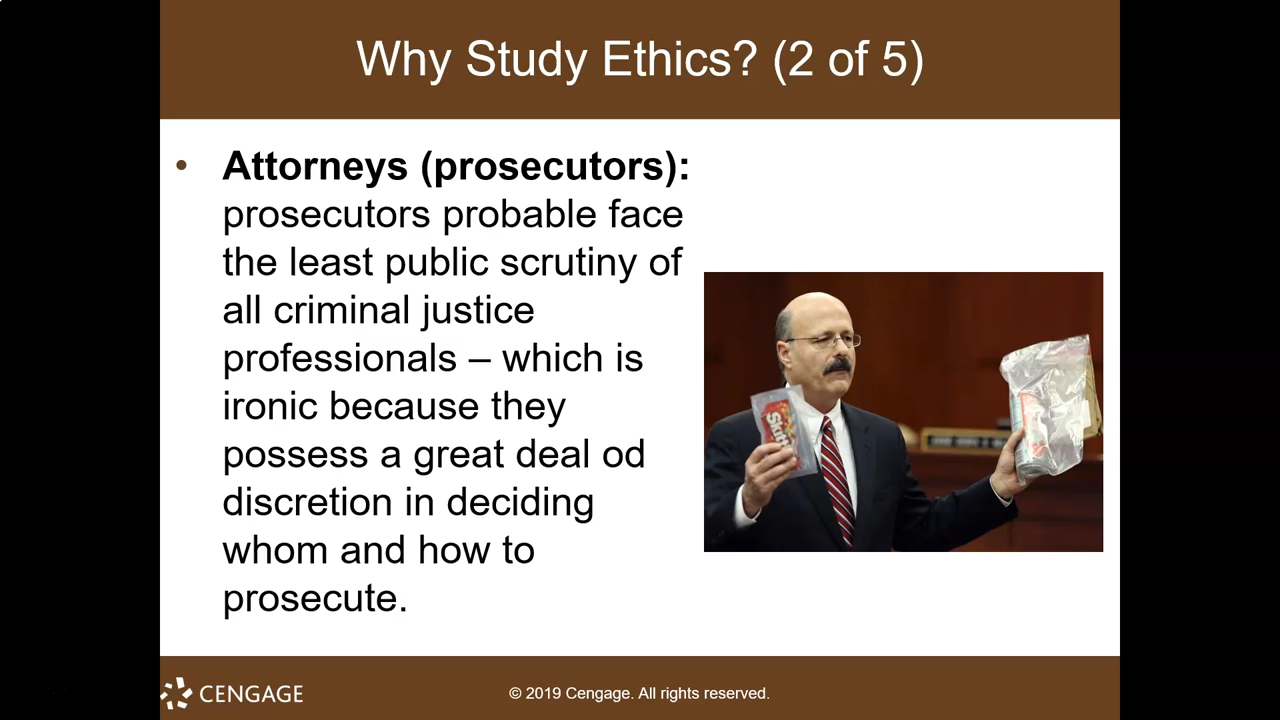 Why Study Ethics? (2 of 5)
• Attorneys (prosecutors):
prosecutors probable face
the least public scrutiny of
all criminal justice
professionals – which is
ironic because they
possess a great deal od
discretion in deciding
whom and how to
prosecute.
Skittles
CENGAGE
© 2019 Cengage. All rights reserved.